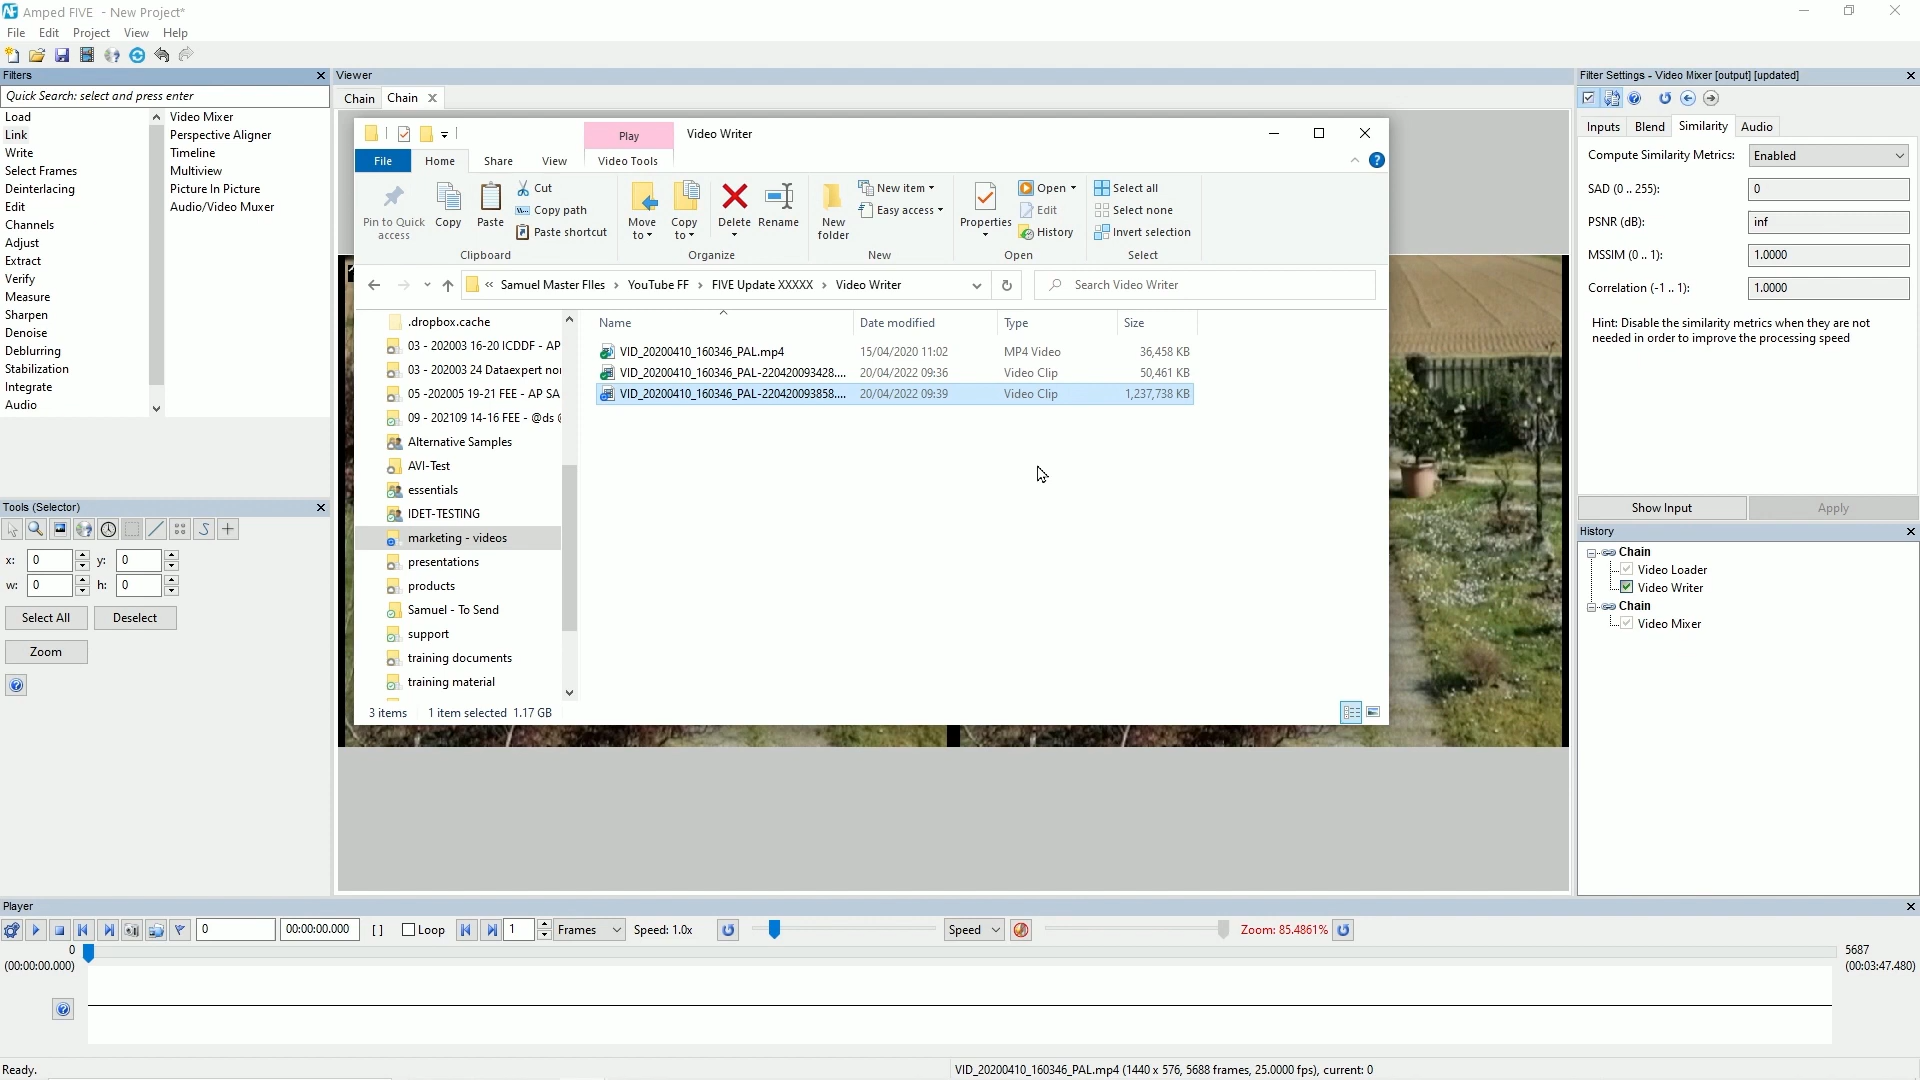 Amped FIVE - New Project*
File Edit Project View Help
Filters
Quick Search: select and press enter
Load
Link
Write
Select Frames
Deinterlacing
Edit
Channels
Adjust
Extract
Verify
Measure
Sharpen
Denoise
Deblurring
Stabilization
Integrate
Audio
Video Mixer
Perspective Aligner
Timeline
Multiview
Picture In Picture
Audio/Video Muxer
Tools (Selector)
x: 0 y: 0
w: 0 h: 0
Select All Deselect
Zoom
Viewer
Chain Chain
Play Video Writer
File Home Share View Video Tools
Pin to Quick access
Copy
Paste
Cut
Copy path
Paste shortcut
Clipboard
Move to
Copy to
Delete
Rename
Organize
New folder
New item
Easy access
New
Properties
Open
Edit
History
Open
Select all
Select none
Invert selection
Select
« Samuel Master FIles › YouTube FF › FIVE Update XXXXX › Video Writer
Search Video Writer
.dropbox.cache
03 - 202003 16-20 ICDDF - AP
03 - 202003 24 Dataexpert no
05 -202005 19-21 FEE - AP SA
09 - 202109 14-16 FEE - @ds
Alternative Samples
AVI-Test
essentials
IDET-TESTING
marketing - videos
presentations
products
Samuel - To Send
support
training documents
training material
Name Date modified Type Size
VID_20200410_160346_PAL.mp4 15/04/2020 11:02 MP4 Video 36,458 KB
VID_20200410_160346_PAL-220420093428.... 20/04/2022 09:36 Video Clip 50,461 KB
VID_20200410_160346_PAL-220420093858.... 20/04/2022 09:39 Video Clip 1,237,738 KB
3 items 1 item selected 1.17 GB
Filter Settings - Video Mixer [output] [updated]
Inputs Blend Similarity Audio
Compute Similarity Metrics: Enabled
SAD (0 .. 255): 0
PSNR (dB): inf
MSSIM (0 .. 1): 1.0000
Correlation (-1 .. 1): 1.0000
Hint: Disable the similarity metrics when they are not
needed in order to improve the processing speed
Show Input Apply
History
Chain
Video Loader
Video Writer
Chain
Video Mixer
Player
0 00:00:00.000 [ ] Loop 1 Frames Speed: 1.0x Speed Zoom: 85.4861%
0 5687
(00:00:00.000) (00:03:47.480)
Ready. VID_20200410_160346_PAL.mp4 (1440 x 576, 5688 frames, 25.0000 fps), current: 0